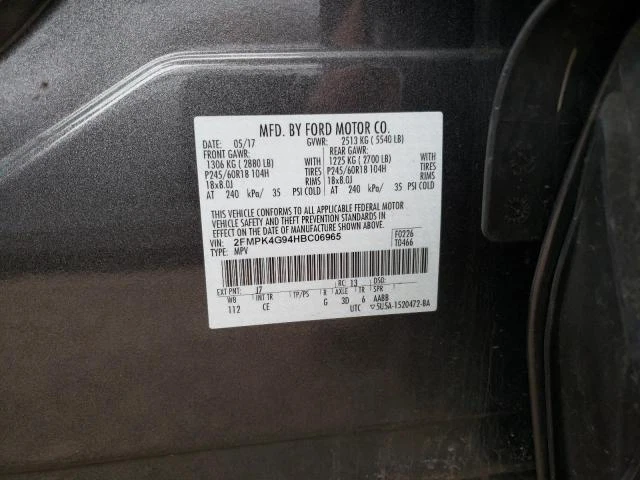 MFD. BY FORD MOTOR CO.
DATE: 05/17 GVWR: 2513 KG ( 5540 LB)
FRONT GAWR: REAR GAWR:
1306 KG ( 2880 LB) WITH 1225 KG ( 2700 LB) WITH
P245/60R18 104H TIRES P245/60R18 104H TIRES
18x8.0J RIMS 18x8.0J RIMS
AT 240 kPa/ 35 PSI COLD AT 240 kPa/ 35 PSI COLD
THIS VEHICLE CONFORMS TO ALL APPLICABLE FEDERAL MOTOR
VEHICLE SAFETY AND THEFT PREVENTION STANDARDS IN
EFFECT ON THE DATE OF MANUFACTURE SHOWN ABOVE.
VIN: 2FMPK4G94HBC06965 F0226
TYPE: MPV T0466
EXT PNT: J7 RC: 13 DSO:
WB INT TR TP/PS R AXLE TR SPR
112 CE G 3D 6 AABB
UTC ▽5U5A-1520472-BA